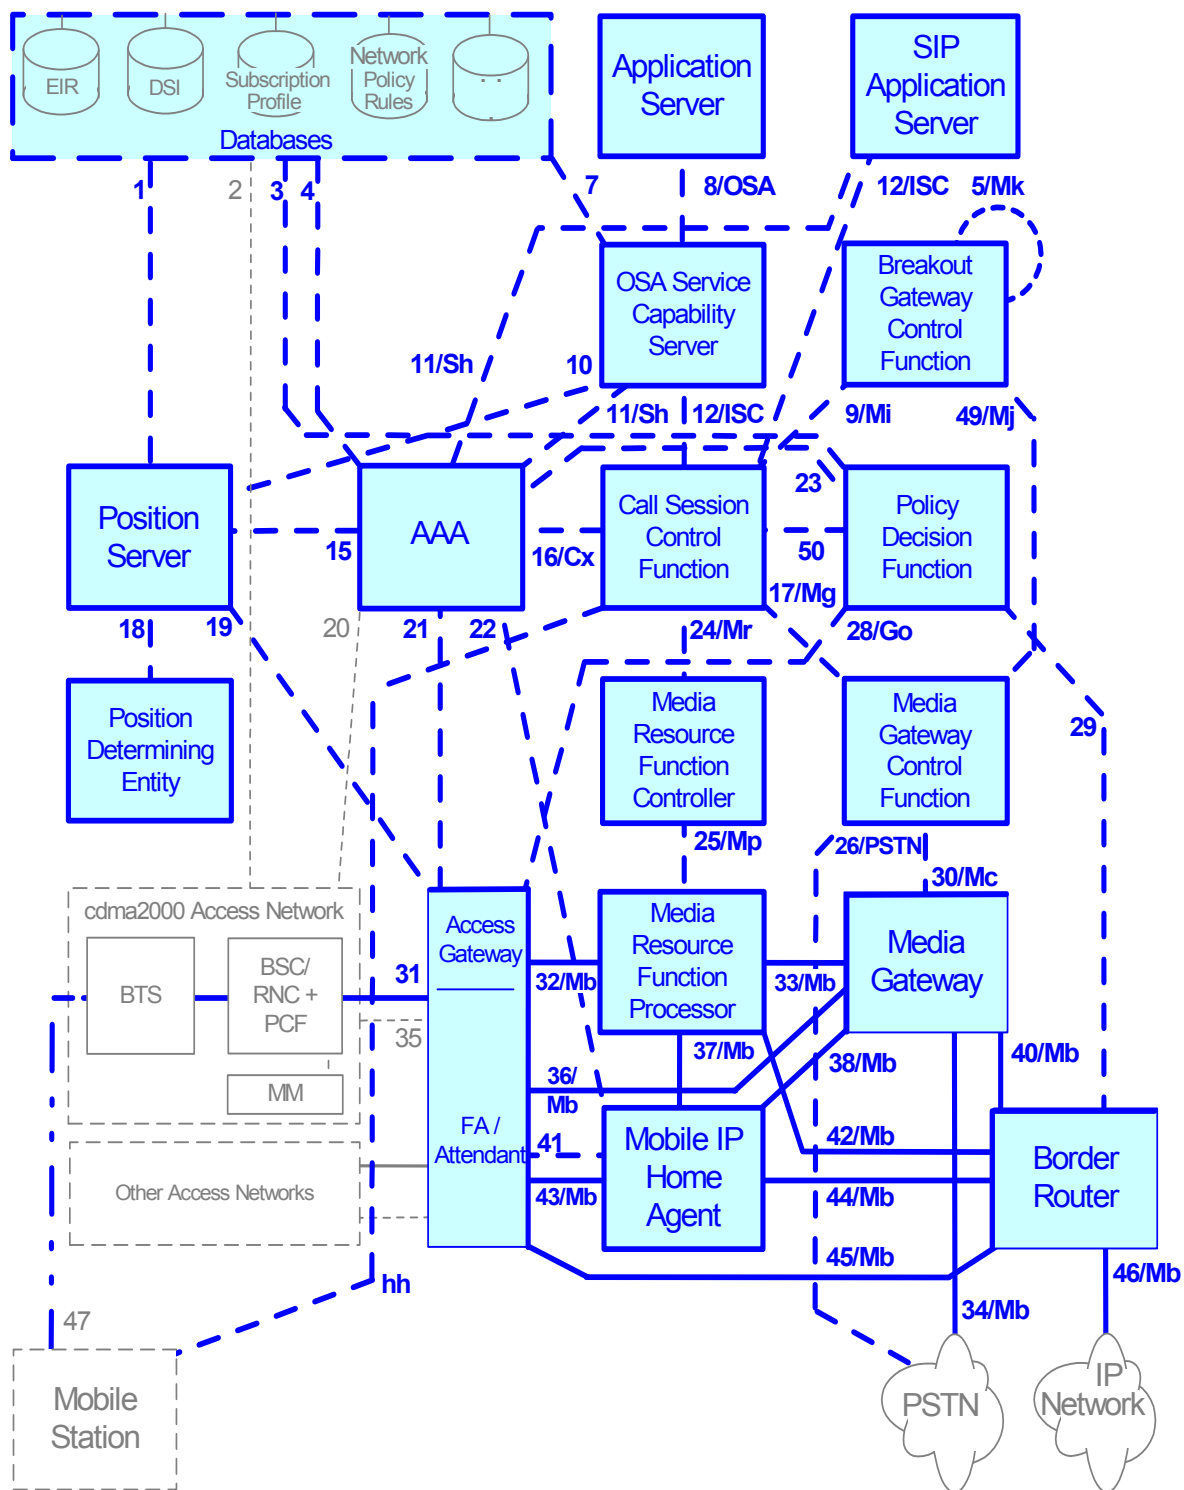 EIR
DSI
Subscription
Profile
Network
Policy
Rules
. .
.
Databases
Application
Server
SIP
Application
Server
1
2
3
4
7
8/OSA
12/ISC
5/Mk
OSA Service
Capability
Server
Breakout
Gateway
Control
Function
11/Sh
10
11/Sh
12/ISC
9/Mi
49/Mj
Position
Server
15
AAA
16/Cx
Call Session
Control
Function
23
50
17/Mg
Policy
Decision
Function
18
19
20
21
22
24/Mr
28/Go
Position
Determining
Entity
Media
Resource
Function
Controller
Media
Gateway
Control
Function
29
25/Mp
26/PSTN
30/Mc
cdma2000 Access Network
BTS
BSC/
RNC +
PCF
MM
31
35
Access
Gateway
FA /
Attendant
32/Mb
Media
Resource
Function
Processor
33/Mb
Media
Gateway
36/
Mb
37/Mb
38/Mb
40/Mb
Other Access Networks
41
43/Mb
Mobile IP
Home
Agent
42/Mb
44/Mb
Border
Router
45/Mb
46/Mb
hh
47
34/Mb
Mobile
Station
PSTN
IP
Network